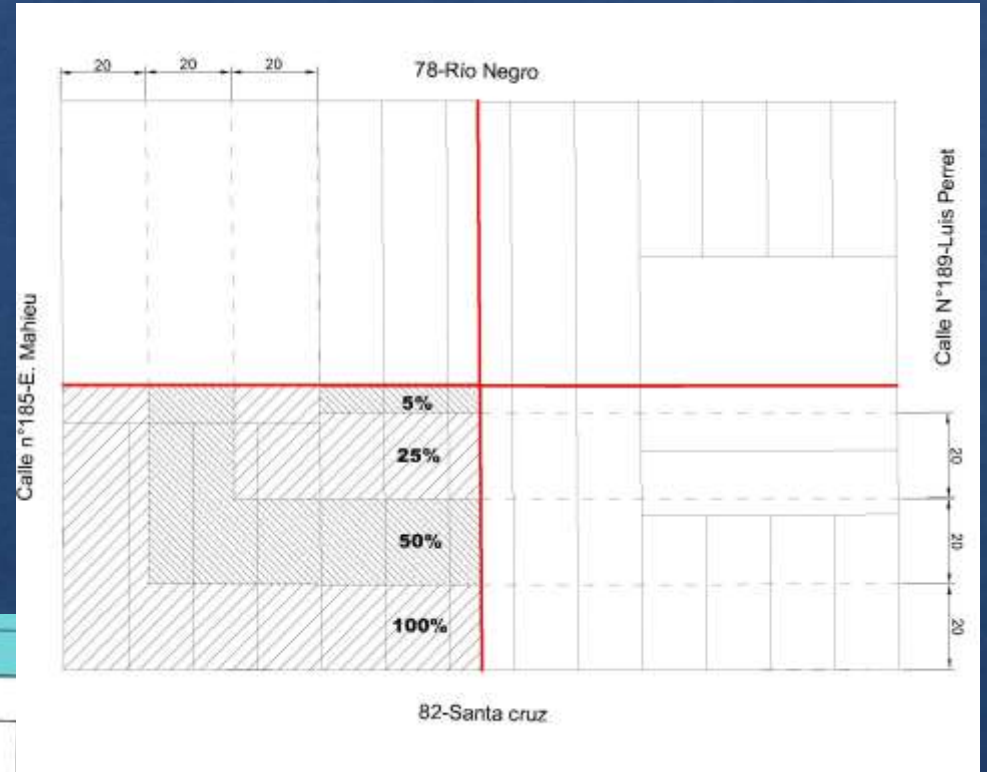 20 20 20
78-Río Negro
Calle N°189-Luis Perret
Calle n°185-E. Mahieu
5%
25%
20
50%
20
100%
20
82-Santa cruz